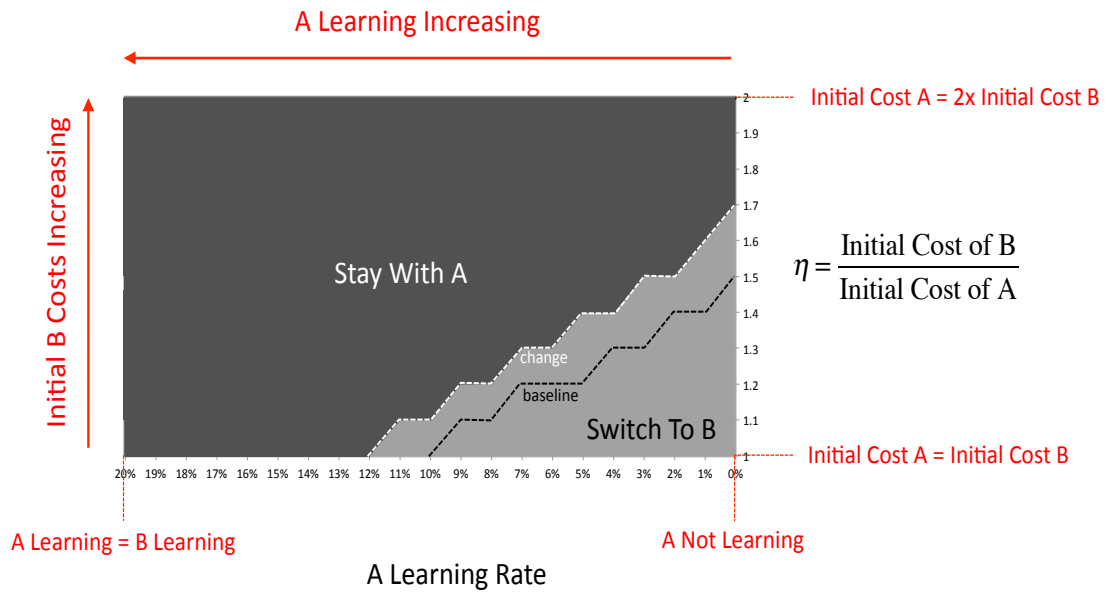 A Learning Increasing
Initial B Costs Increasing
Initial Cost A = 2x Initial Cost B
2
1.9
1.8
1.7
1.6
1.5
1.4
1.3
1.2
1.1
1
Stay With A
change
baseline
Switch To B
η = Initial Cost of B
Initial Cost of A
Initial Cost A = Initial Cost B
20% 19% 18% 17% 16% 15% 14% 13% 12% 11% 10% 9% 8% 7% 6% 5% 4% 3% 2% 1% 0%
A Learning = B Learning
A Not Learning
A Learning Rate